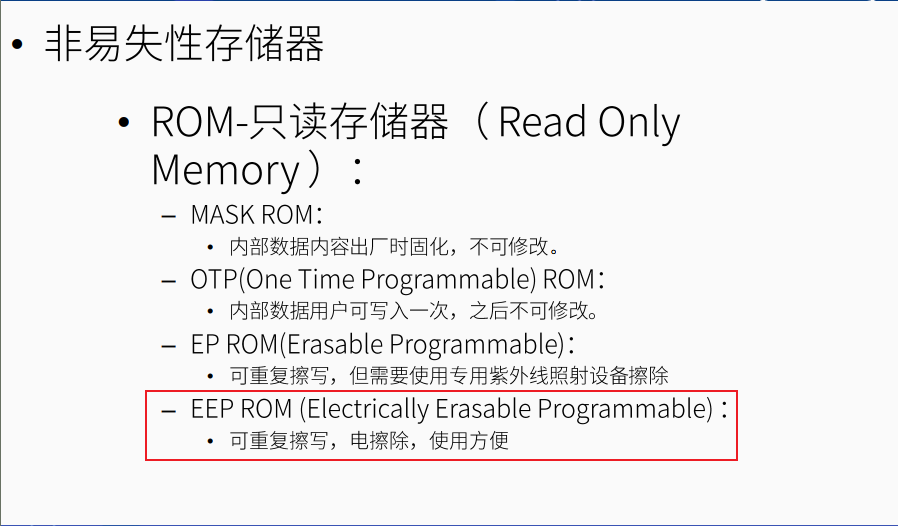 • 非易失性存储器
• ROM-只读存储器（Read Only
Memory）：
– MASK ROM：
• 内部数据内容出厂时固化，不可修改。
– OTP(One Time Programmable) ROM：
• 内部数据用户可写入一次，之后不可修改。
– EP ROM(Erasable Programmable)：
• 可重复擦写，但需要使用专用紫外线照射设备擦除
– EEP ROM (Electrically Erasable Programmable)：
• 可重复擦写，电擦除，使用方便